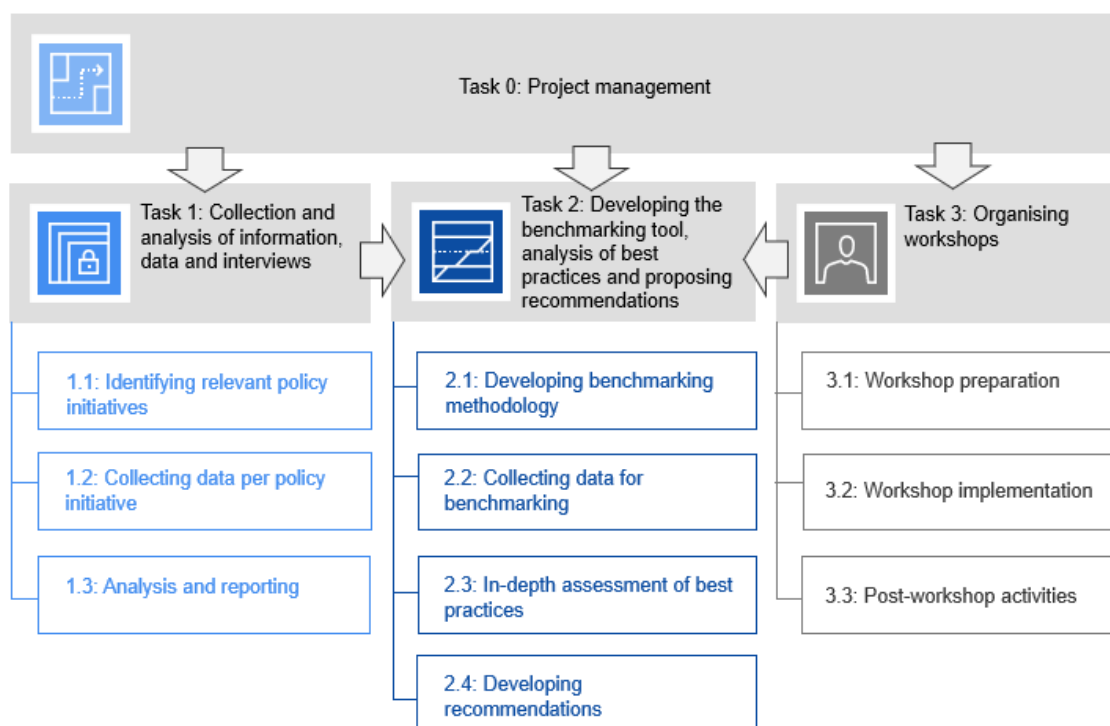 Task 0: Project management
Task 1: Collection and
analysis of information,
data and interviews
Task 2: Developing the
benchmarking tool,
analysis of best
practices and proposing
recommendations
Task 3: Organising
workshops
1.1: Identifying relevant policy
initiatives
1.2: Collecting data per policy
initiative
1.3: Analysis and reporting
2.1: Developing benchmarking
methodology
2.2: Collecting data for
benchmarking
2.3: In-depth assessment of best
practices
2.4: Developing
recommendations
3.1: Workshop preparation
3.2: Workshop implementation
3.3: Post-workshop activities